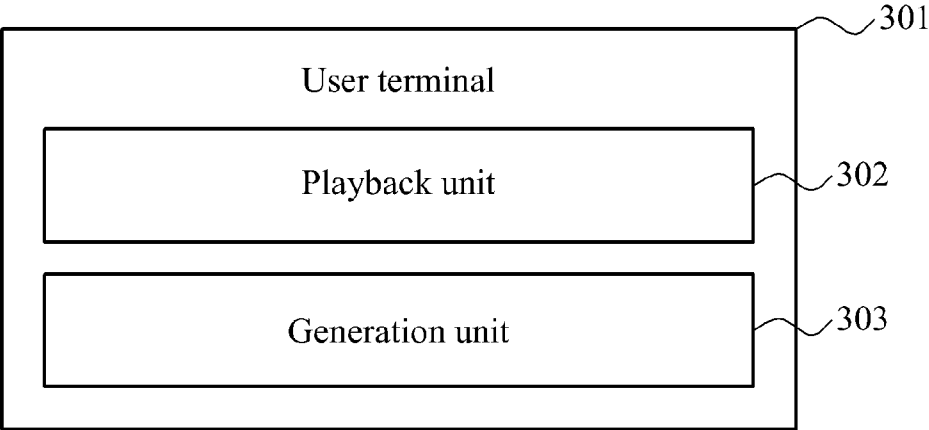 301
User terminal
Playback unit
302
Generation unit
303